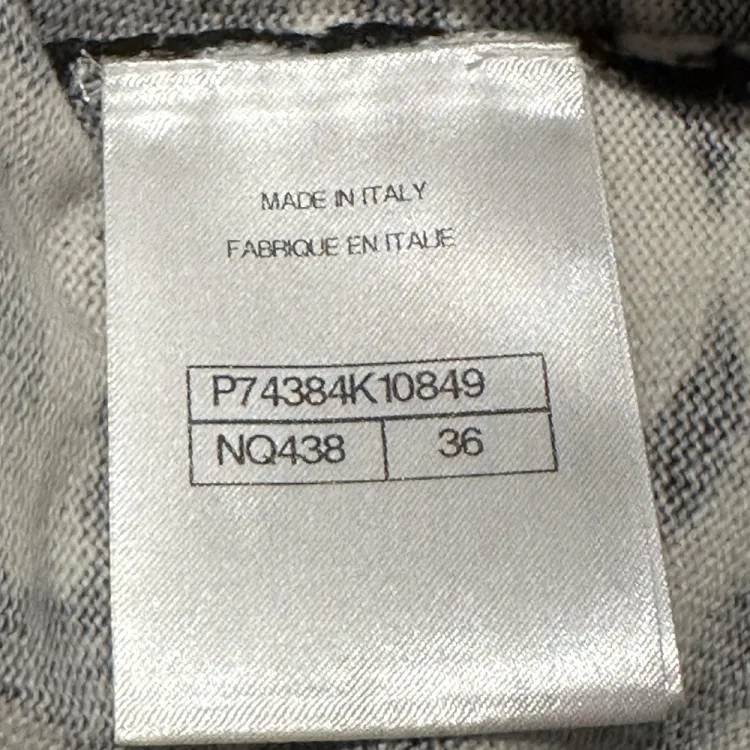 MADE IN ITALY
FABRIQUE EN ITALIE
P74384K10849
NQ438 36